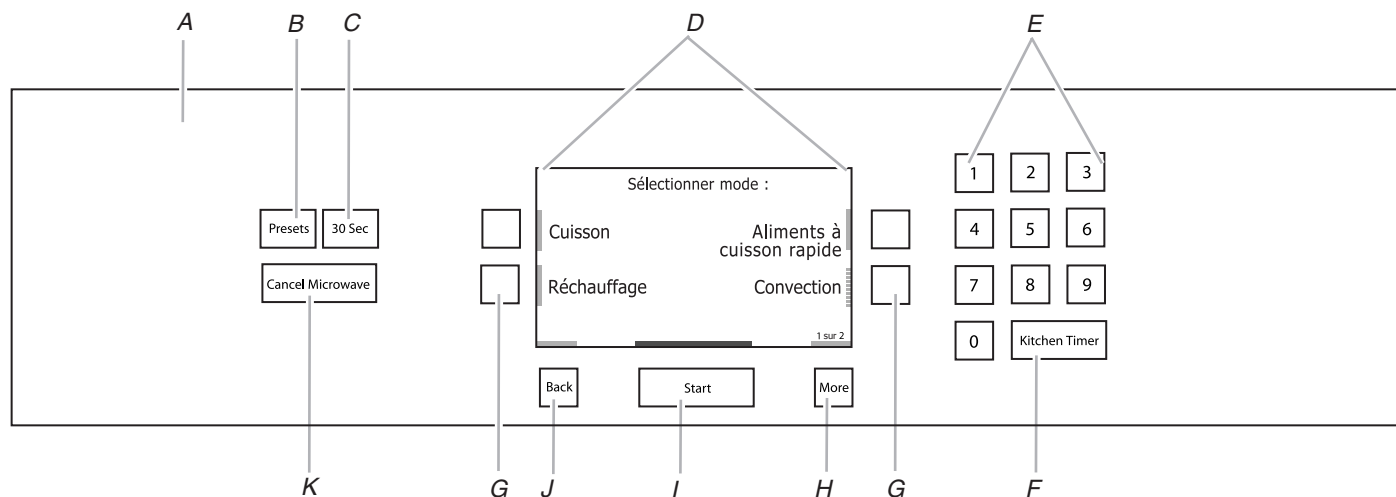 A
B
C
D
E
Sélectionner mode :
1
2
3
Presets
30 Sec
Cuisson
Aliments à
cuisson rapide
4
5
6
Cancel Microwave
Réchauffage
Convection
7
8
9
1 sur 2
0
Kitchen Timer
Back
Start
More
K
G
J
I
H
G
F